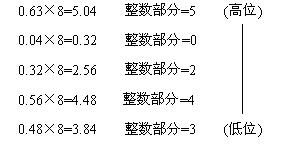 0.63×8=5.04 整数部分=5 (高位)
0.04×8=0.32 整数部分=0
0.32×8=2.56 整数部分=2
0.56×8=4.48 整数部分=4
0.48×8=3.84 整数部分=3 (低位)